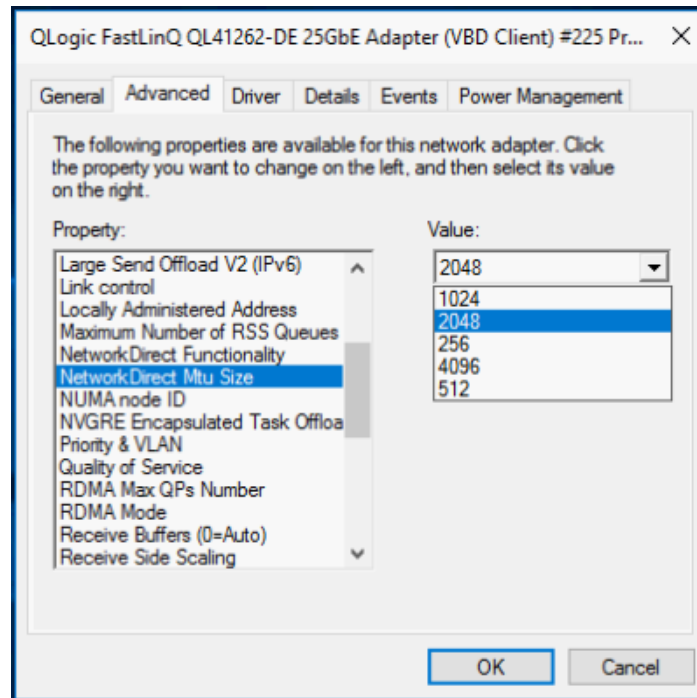 QLogic FastLinQ QL41262-DE 25GbE Adapter (VBD Client) #225 Pr...
General Advanced Driver Details Events Power Management
The following properties are available for this network adapter. Click
the property you want to change on the left, and then select its value
on the right.
Property:
Large Send Offload V2 (IPv6)
Link control
Locally Administered Address
Maximum Number of RSS Queues
NetworkDirect Functionality
NetworkDirect Mtu Size
NUMA node ID
NVGRE Encapsulated Task Offloa
Priority & VLAN
Quality of Service
RDMA Max QPs Number
RDMA Mode
Receive Buffers (0=Auto)
Receive Side Scaling
Value:
2048
1024
2048
256
4096
512
OK Cancel